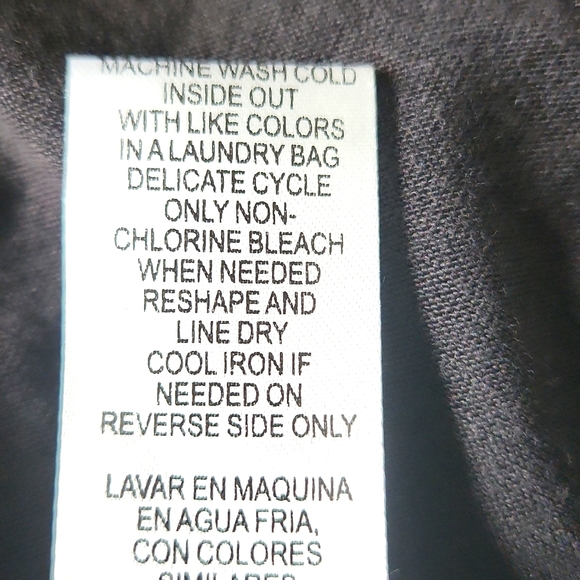 MACHINE WASH COLD
INSIDE OUT
WITH LIKE COLORS
IN A LAUNDRY BAG
DELICATE CYCLE
ONLY NON-
CHLORINE BLEACH
WHEN NEEDED
RESHAPE AND
LINE DRY
COOL IRON IF
NEEDED ON
REVERSE SIDE ONLY
LAVAR EN MAQUINA
EN AGUA FRIA,
CON COLORES
SIMILARES